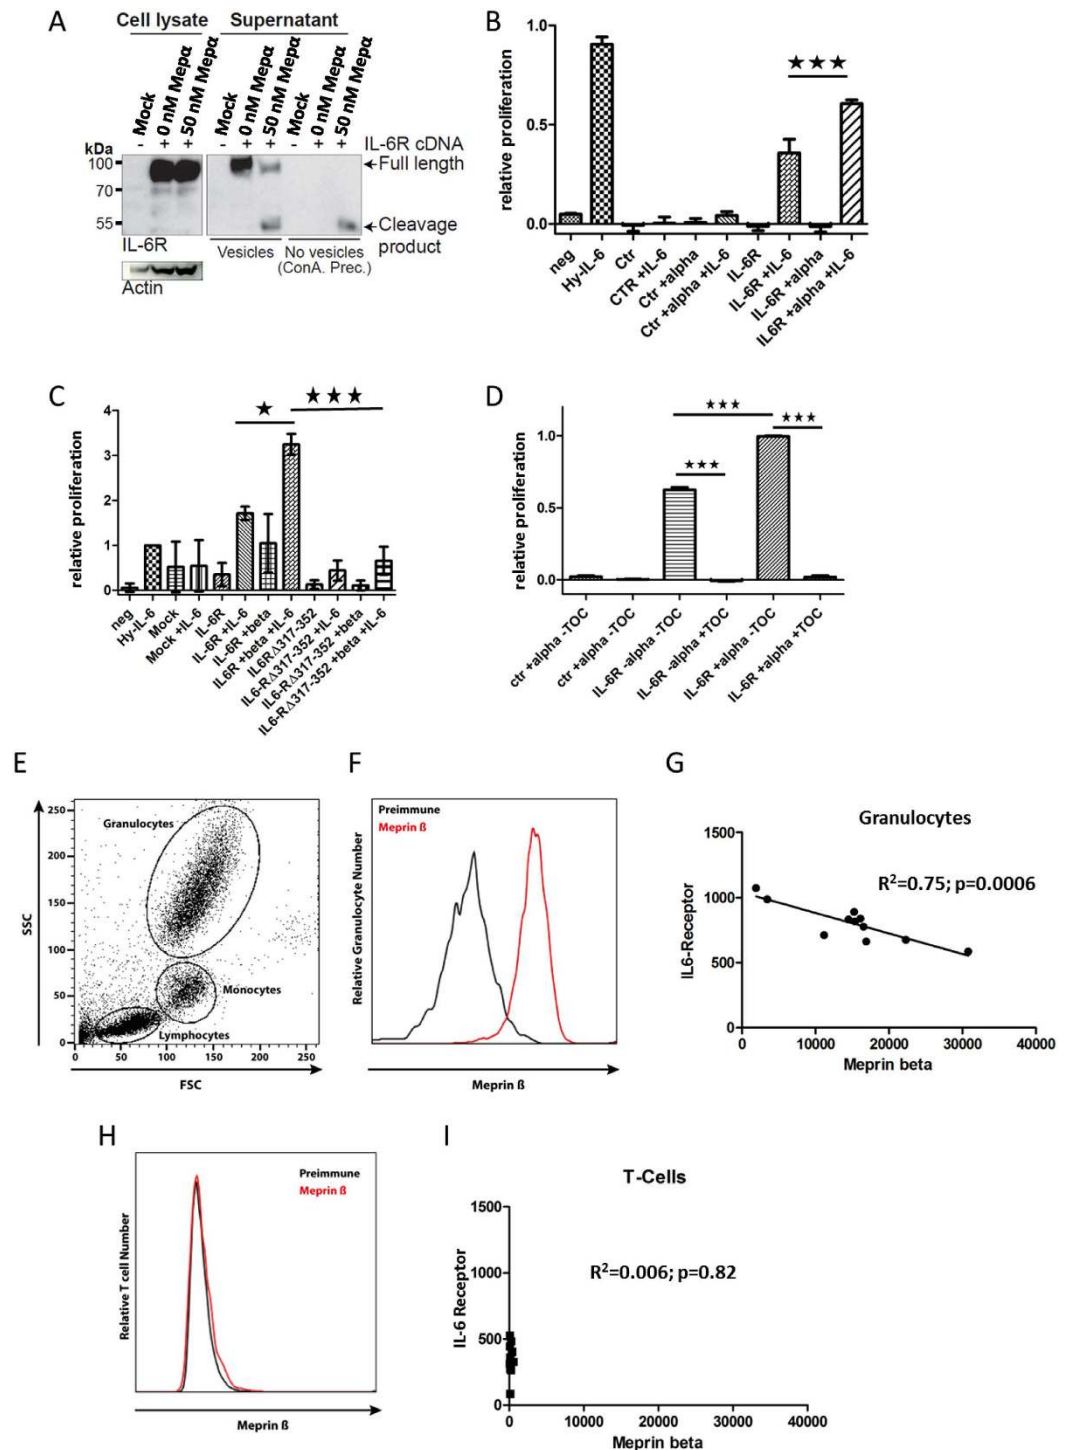 A
Cell lysate Supernatant
Mock
0 nM Mepα
50 nM Mepα
Mock
0 nM Mepα
50 nM Mepα
Mock
0 nM Mepα
50 nM Mepα
- + + - + + - + + IL-6R cDNA
kDa
100
70
55
Full length
Cleavage
product
IL-6R
Vesicles
No vesicles
(ConA. Prec.)
Actin
B
relative proliferation
1.0
0.5
0.0
★★★
neg
Hy-IL-6
Ctr
CTR +IL-6
Ctr +alpha
Ctr +alpha +IL-6
IL-6R
IL-6R +IL-6
IL-6R +alpha
IL6R +alpha +IL-6
C
relative proliferation
4
3
2
1
0
★
★★★
neg
Hy-IL-6
Mock
Mock +IL-6
IL-6R
IL-6R +IL-6
IL-6R +beta
IL6R +beta +IL-6
IL6RΔ317-352
IL6-RΔ317-352 +IL-6
IL6-RΔ317-352 +beta
IL6-RΔ317-352 +beta +IL-6
D
relative proliferation
1.0
0.5
0.0
★★★
★★★
★★★
ctr +alpha -TOC
ctr +alpha -TOC
IL-6R -alpha -TOC
IL-6R -alpha +TOC
IL-6R +alpha -TOC
IL-6R +alpha +TOC
E
SSC
250
200
150
100
50
0
Granulocytes
Monocytes
Lymphocytes
0 50 100 150 200 250
FSC
F
Relative Granulocyte Number
Preimmune
Meprin ß
Meprin ß
G
Granulocytes
IL6-Receptor
1500
1000
500
0
R²=0.75; p=0.0006
0 10000 20000 30000 40000
Meprin beta
H
Relative T cell Number
Preimmune
Meprin ß
Meprin ß
I
T-Cells
IL-6 Receptor
1500
1000
500
0
R²=0.006; p=0.82
0 10000 20000 30000 40000
Meprin beta